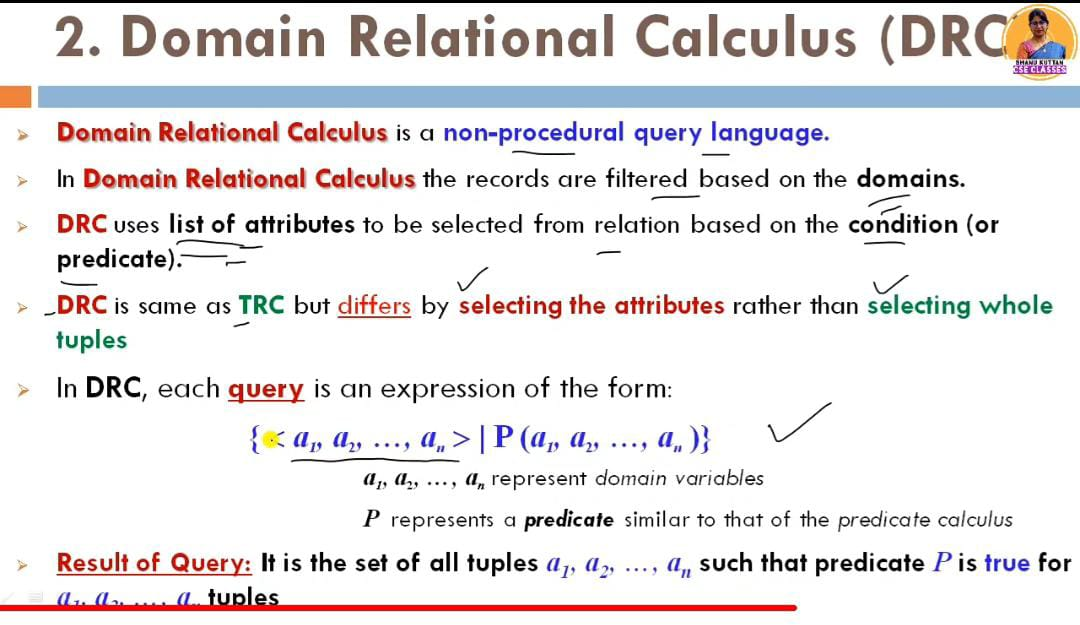 2. Domain Relational Calculus (DRC
BHANU KUTTAN
CSE CLASSES
Domain Relational Calculus is a non-procedural query language.
In Domain Relational Calculus the records are filtered based on the domains.
DRC uses list of attributes to be selected from relation based on the condition (or
predicate).
DRC is same as TRC but differs by selecting the attributes rather than selecting whole
tuples
In DRC, each query is an expression of the form:
{< a₁, a₂, …, aₙ > | P (a₁, a₂, …, aₙ )}
a₁, a₂, …, aₙ represent domain variables
P represents a predicate similar to that of the predicate calculus
Result of Query: It is the set of all tuples a₁, a₂, …, aₙ such that predicate P is true for
a₁, a₂, …, aₙ tuples